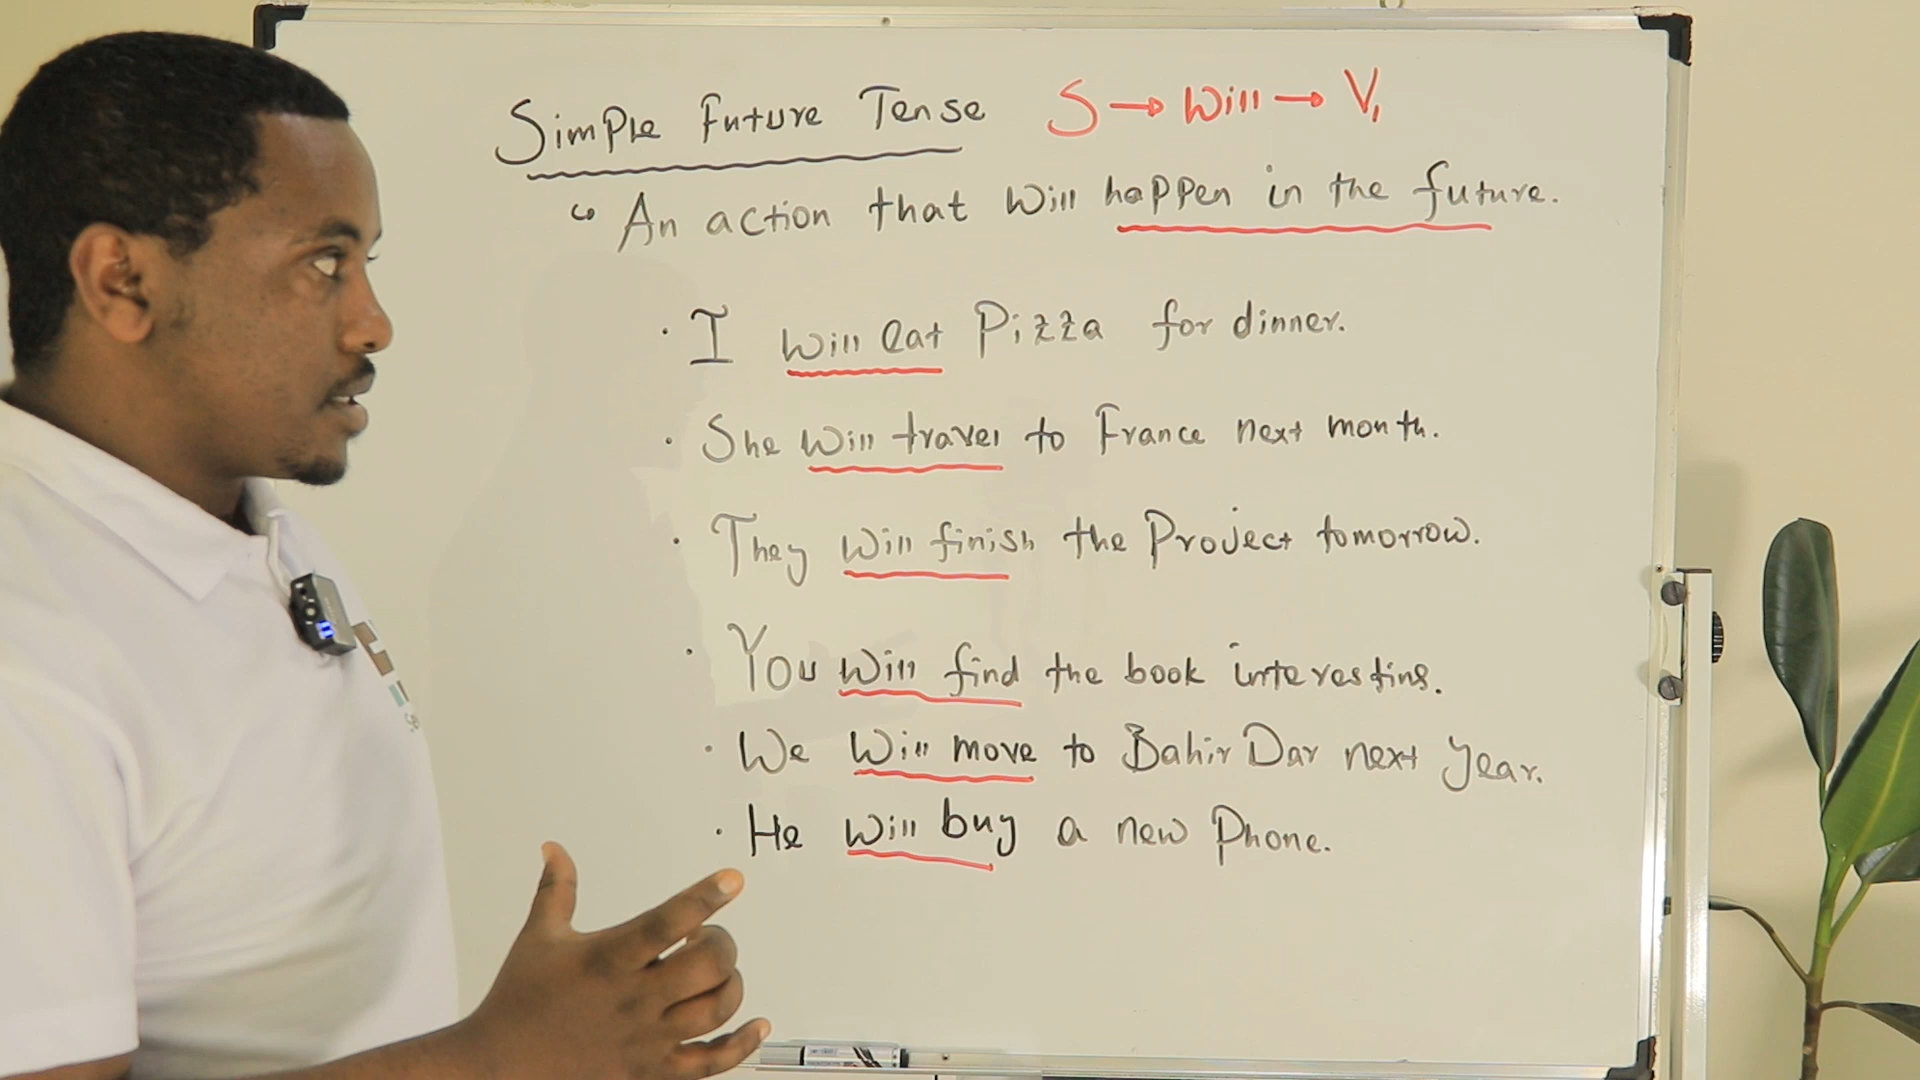 Simple Future Tense S → Will → V₁
↪ An action that will happen in the future.
· I will eat Pizza for dinner.
· She will travel to France next month.
· They will finish the Project tomorrow.
· You will find the book interesting.
· We will move to Bahir Dar next year.
· He will buy a new Phone.